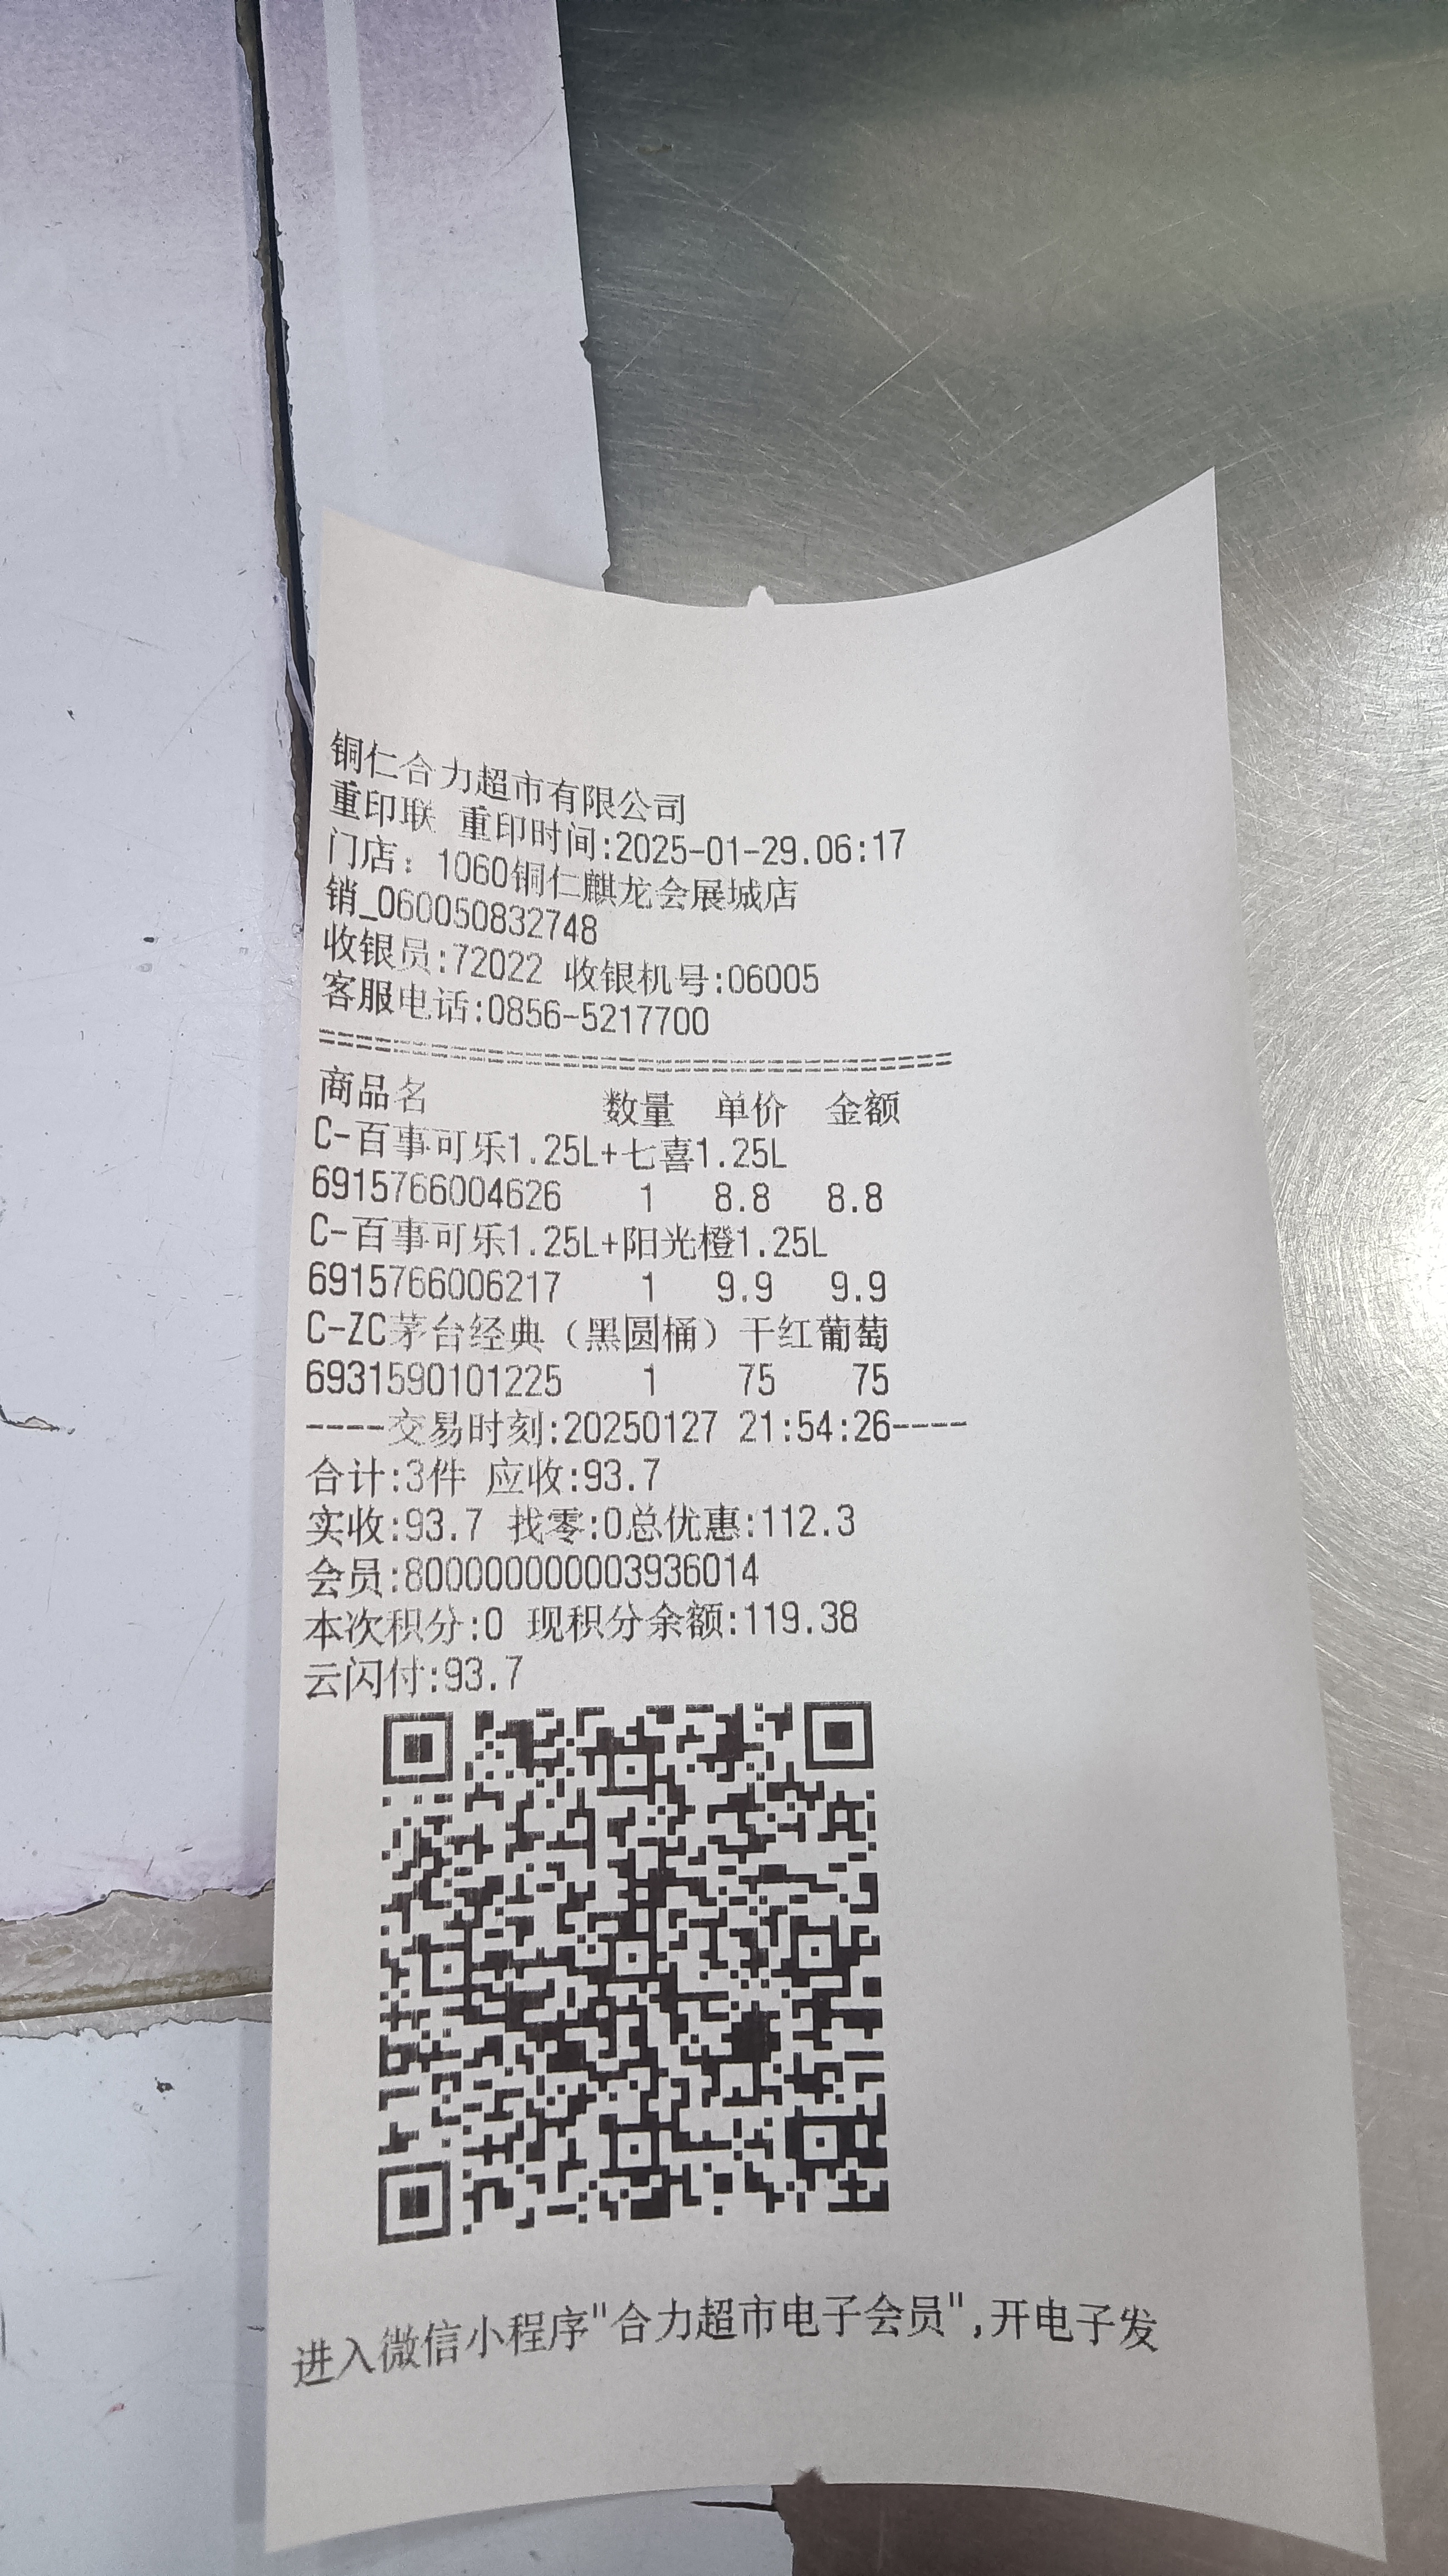 铜仁合力超市有限公司
重印联 重印时间:2025-01-29.06:17
门店：1060铜仁麒龙会展城店
销_060050832748
收银员:72022 收银机号:06005
客服电话:0856-5217700
==================================
商品名 数量 单价 金额
C-百事可乐1.25L+七喜1.25L
6915766004626 1 8.8 8.8
C-百事可乐1.25L+阳光橙1.25L
6915766006217 1 9.9 9.9
C-ZC茅台经典（黑圆桶）干红葡萄
6931590101225 1 75 75
----交易时刻:20250127 21:54:26----
合计:3件 应收:93.7
实收:93.7 找零:0总优惠:112.3
会员:800000000003936014
本次积分:0 现积分余额:119.38
云闪付:93.7
进入微信小程序"合力超市电子会员",开电子发